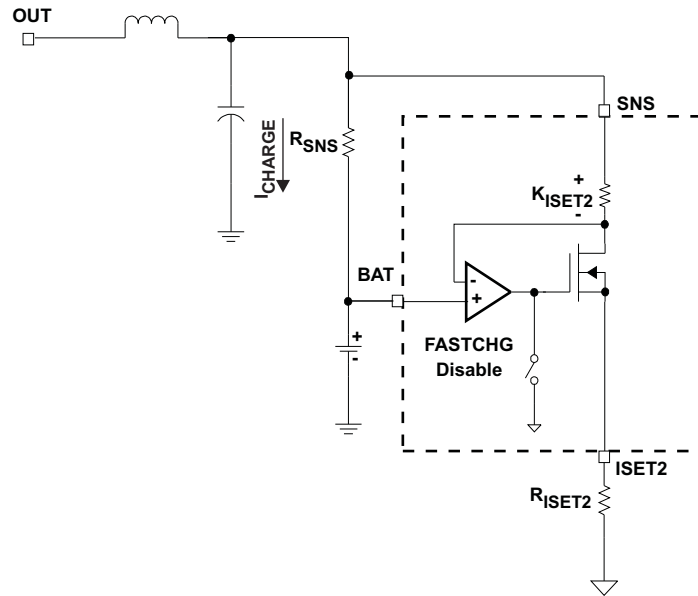 OUT
SNS
ICHARGE
RSNS
+
KISET2
-
BAT
-
+
+
-
FASTCHG
Disable
ISET2
RISET2